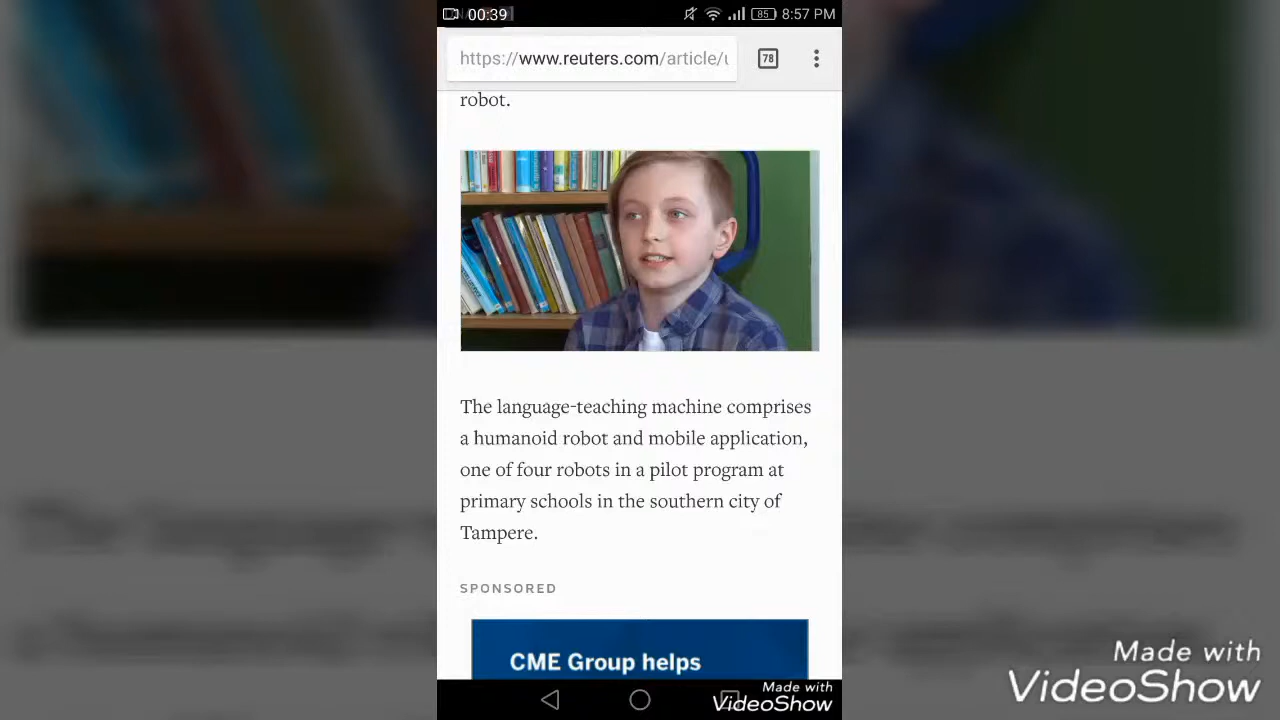 00:39
85
8:57 PM
https://www.reuters.com/article/u
78
robot.
The language-teaching machine comprises
a humanoid robot and mobile application,
one of four robots in a pilot program at
primary schools in the southern city of
Tampere.
SPONSORED
CME Group helps
Made with
VideoShow
Made with
VideoShow